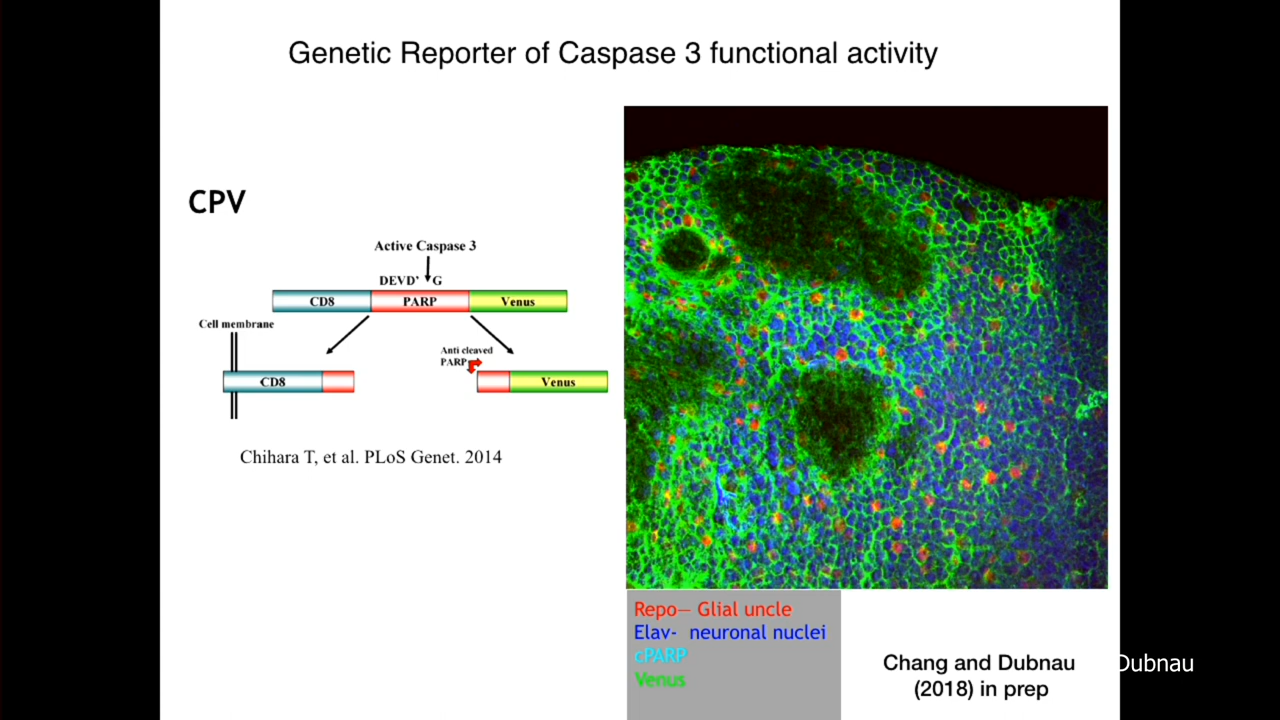 Genetic Reporter of Caspase 3 functional activity
CPV
Active Caspase 3
DEVD' G
CD8 PARP Venus
Cell membrane
Anti cleaved
PARP
CD8
Venus
Chihara T, et al. PLoS Genet. 2014
Repo– Glial uncle
Elav- neuronal nuclei
cPARP
Venus
Chang and Dubnau
(2018) in prep
Dubnau